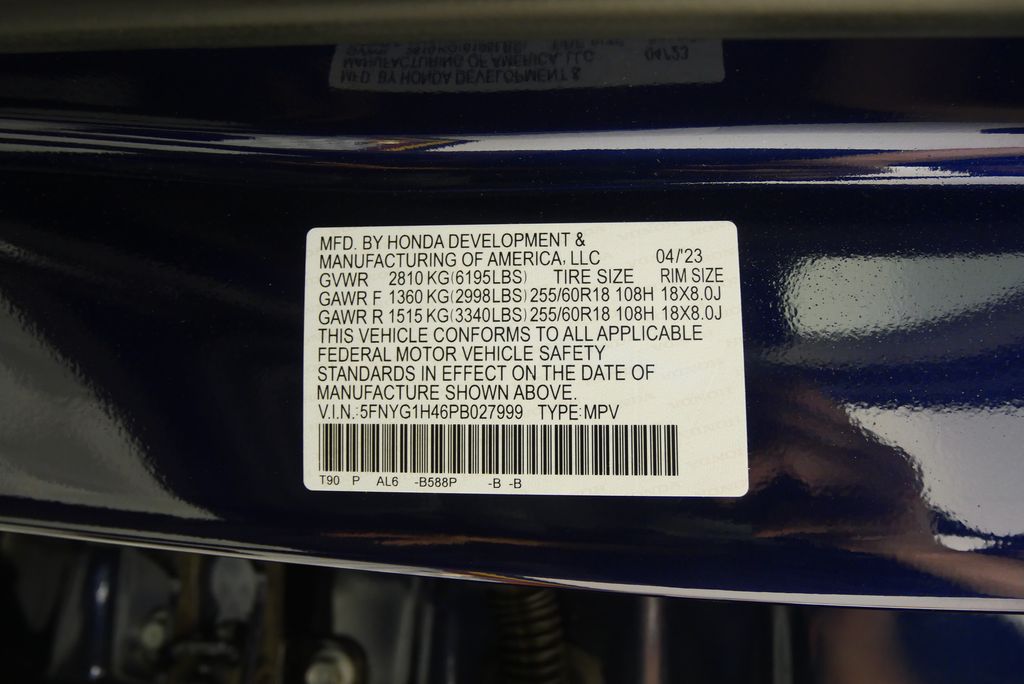 MFD. BY HONDA DEVELOPMENT &
MANUFACTURING OF AMERICA, LLC 04/'23
GVWR 2810 KG(6195LBS) TIRE SIZE RIM SIZE
GAWR F 1360 KG(2998LBS) 255/60R18 108H 18X8.0J
GAWR R 1515 KG(3340LBS) 255/60R18 108H 18X8.0J
THIS VEHICLE CONFORMS TO ALL APPLICABLE
FEDERAL MOTOR VEHICLE SAFETY
STANDARDS IN EFFECT ON THE DATE OF
MANUFACTURE SHOWN ABOVE.
V.I.N.:5FNYG1H46PB027999 TYPE:MPV
T90 P AL6 -B588P -B -B